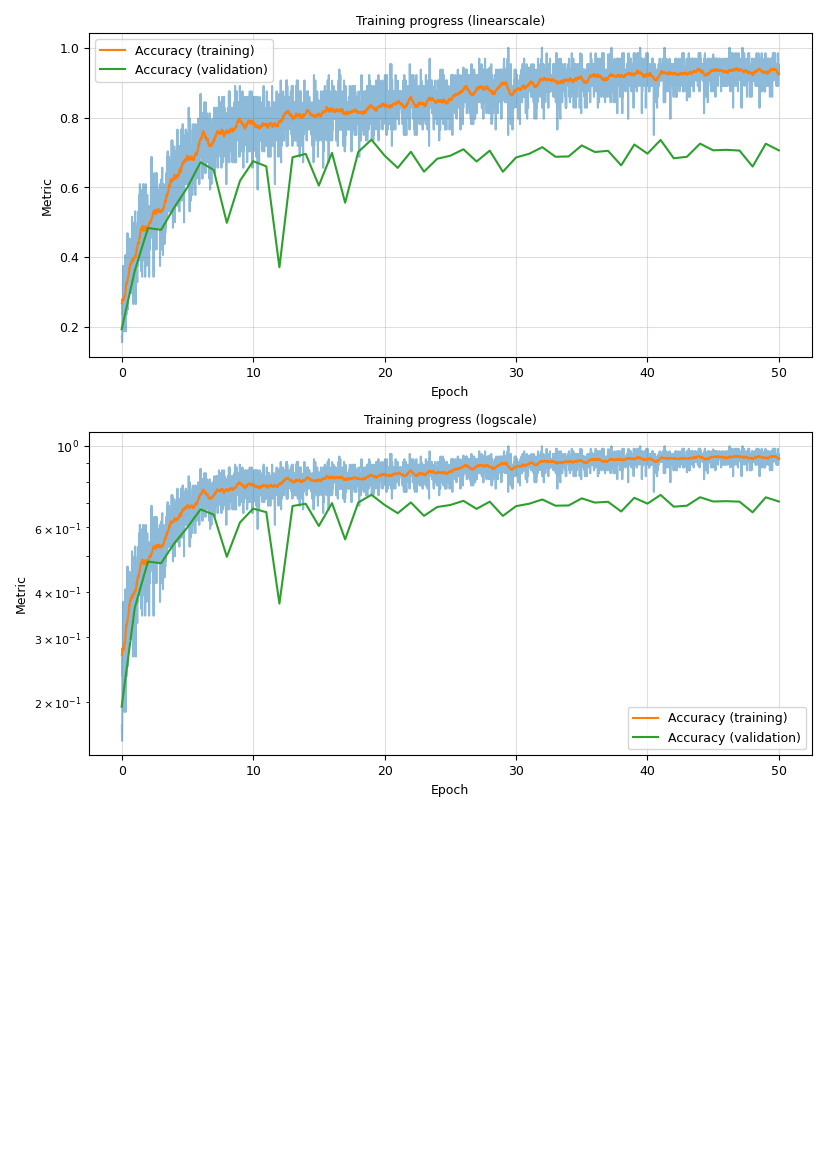 Training progress (linearscale)
1.0
0.8
0.6
0.4
0.2
Metric
Accuracy (training)
Accuracy (validation)
0 10 20 30 40 50
Epoch
Training progress (logscale)
10⁰
6 × 10⁻¹
4 × 10⁻¹
3 × 10⁻¹
2 × 10⁻¹
Metric
Accuracy (training)
Accuracy (validation)
0 10 20 30 40 50
Epoch